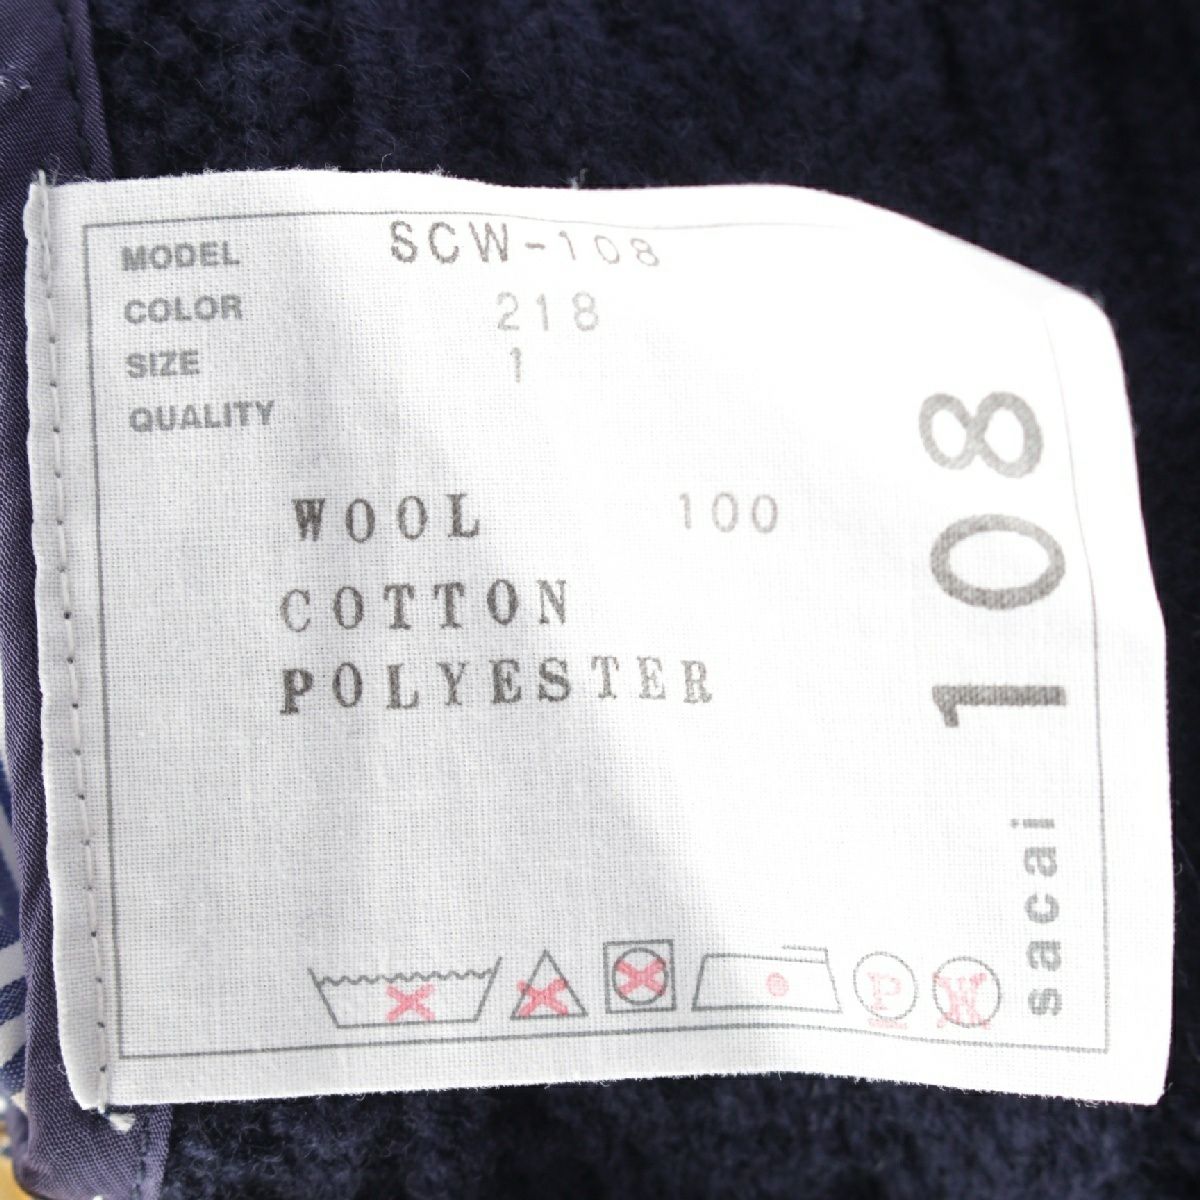 MODEL SCW-108
COLOR 218
SIZE 1
QUALITY
WOOL 100
COTTON
POLYESTER
P W
sacai 108